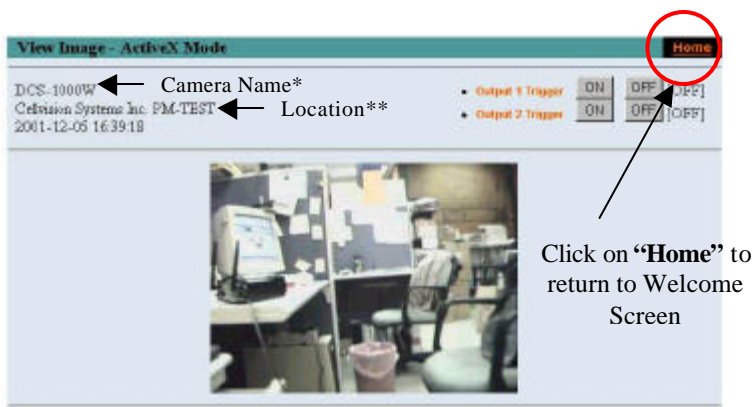 View Image - ActiveX Mode
Home
DCS-1000W
Camera Name*
Cellvision Systems Inc. PM-TEST
Location**
2001-12-05 16:39:18
• Output 1 Trigger ON OFF [OFF]
• Output 2 Trigger ON OFF [OFF]
Click on “Home” to
return to Welcome
Screen